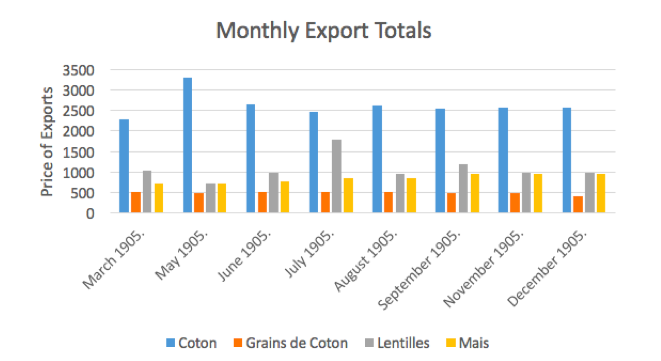 Monthly Export Totals
Price of Exports
3500
3000
2500
2000
1500
1000
500
0
March 1905.
May 1905.
June 1905.
July 1905.
August 1905.
September 1905.
November 1905.
December 1905.
Coton Grains de Coton Lentilles Mais